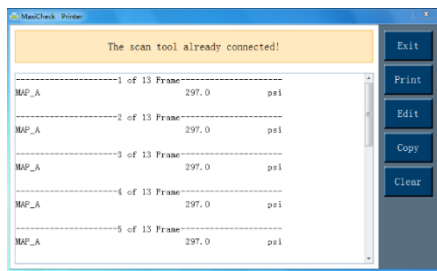 MaxiCheck Printer
The scan tool already connected!
Exit
Print
Edit
Copy
Clear
--------------------1 of 13 Frame--------------------
MAP_A 297.0 psi
--------------------2 of 13 Frame--------------------
MAP_A 297.0 psi
--------------------3 of 13 Frame--------------------
MAP_A 297.0 psi
--------------------4 of 13 Frame--------------------
MAP_A 297.0 psi
--------------------5 of 13 Frame--------------------
MAP_A 297.0 psi